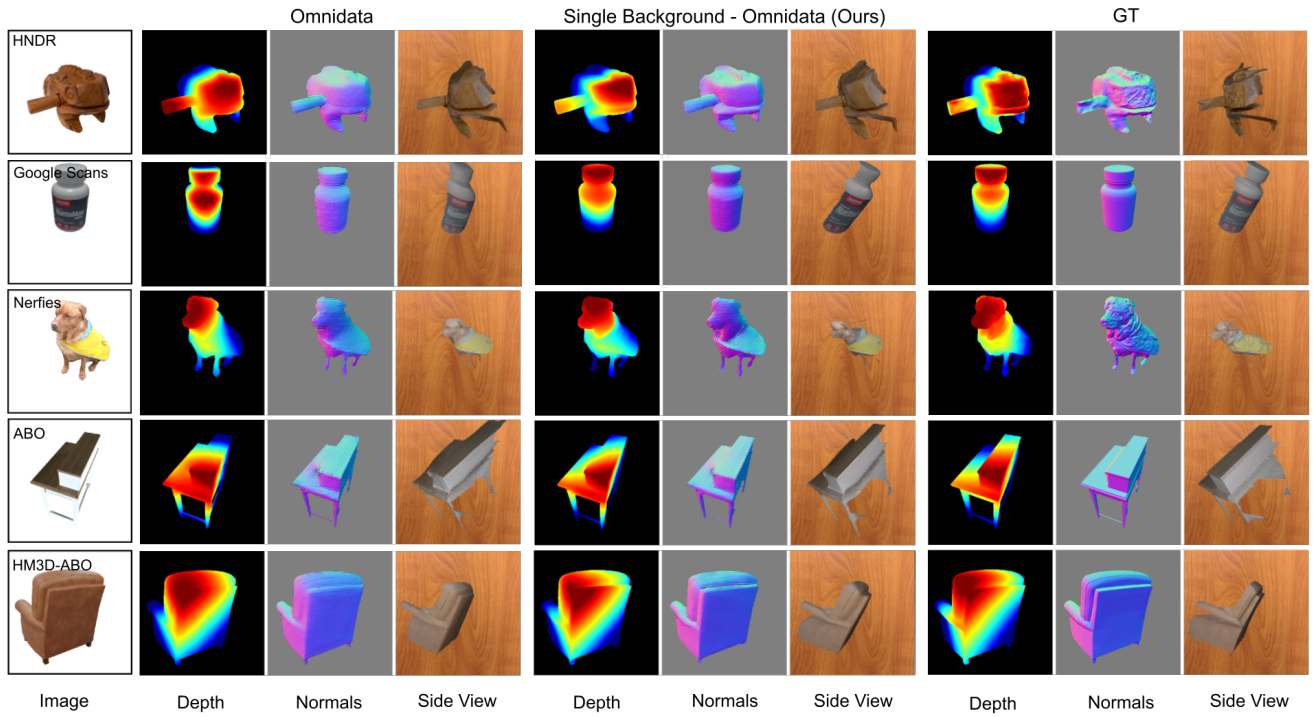 Omnidata
Single Background - Omnidata (Ours)
GT
HNDR
Google Scans
Nerfies
ABO
HM3D-ABO
Image
Depth
Normals
Side View
Depth
Normals
Side View
Depth
Normals
Side View